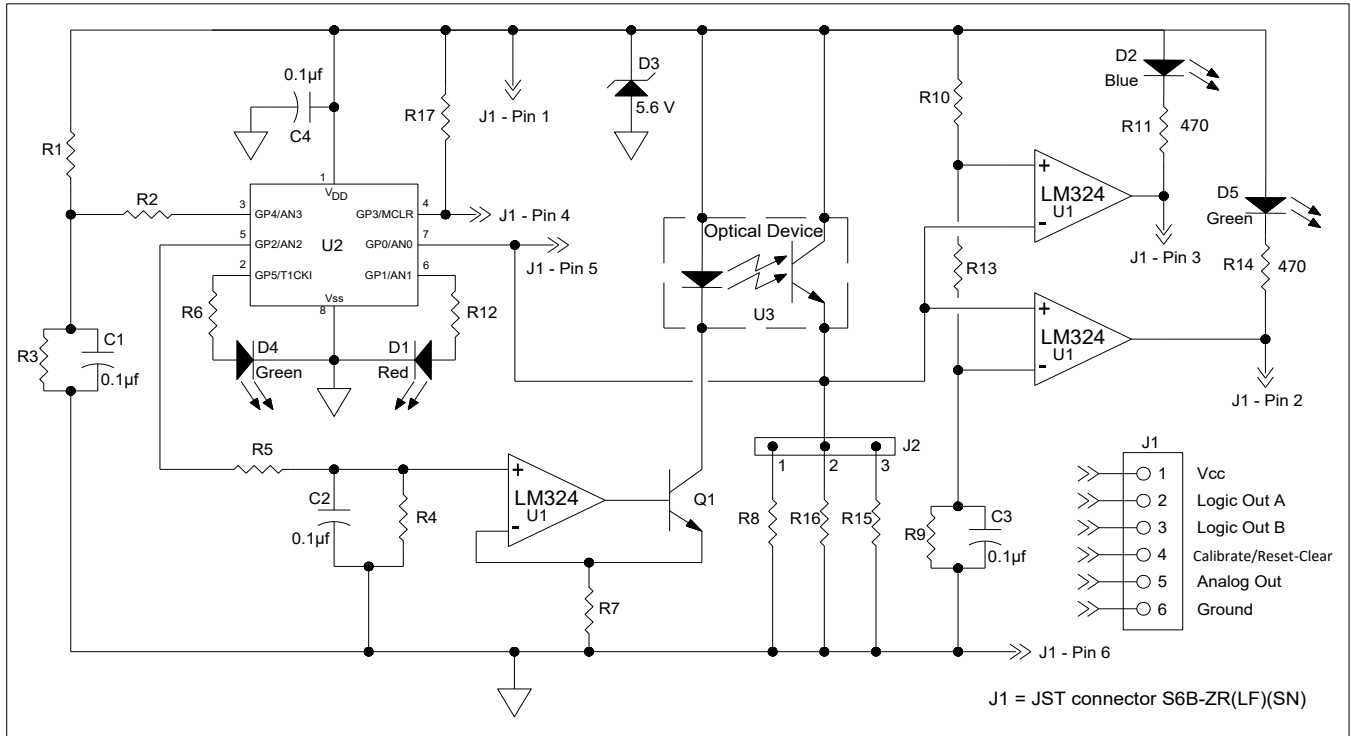 D2
Blue
D3
5.6 V
0.1µf
C4
R17
J1 - Pin 1
R10
R11
470
R1
R2
1
VDD
3
GP4/AN3
GP3/MCLR
4
J1 - Pin 4
5
GP2/AN2
U2
GP0/AN0
7
J1 - Pin 5
2
GP5/T1CKI
GP1/AN1
6
Vss
8
R6
R12
D4
Green
D1
Red
Optical Device
U3
+
LM324
U1
-
J1 - Pin 3
D5
Green
R14
470
R13
+
LM324
U1
-
J1 - Pin 2
R3
C1
0.1µf
R5
C2
0.1µf
R4
+
LM324
U1
-
Q1
R7
J2
1
2
3
R8
R16
R15
R9
C3
0.1µf
J1
1
Vcc
2
Logic Out A
3
Logic Out B
4
Calibrate/Reset-Clear
5
Analog Out
6
Ground
J1 - Pin 6
J1 = JST connector S6B-ZR(LF)(SN)